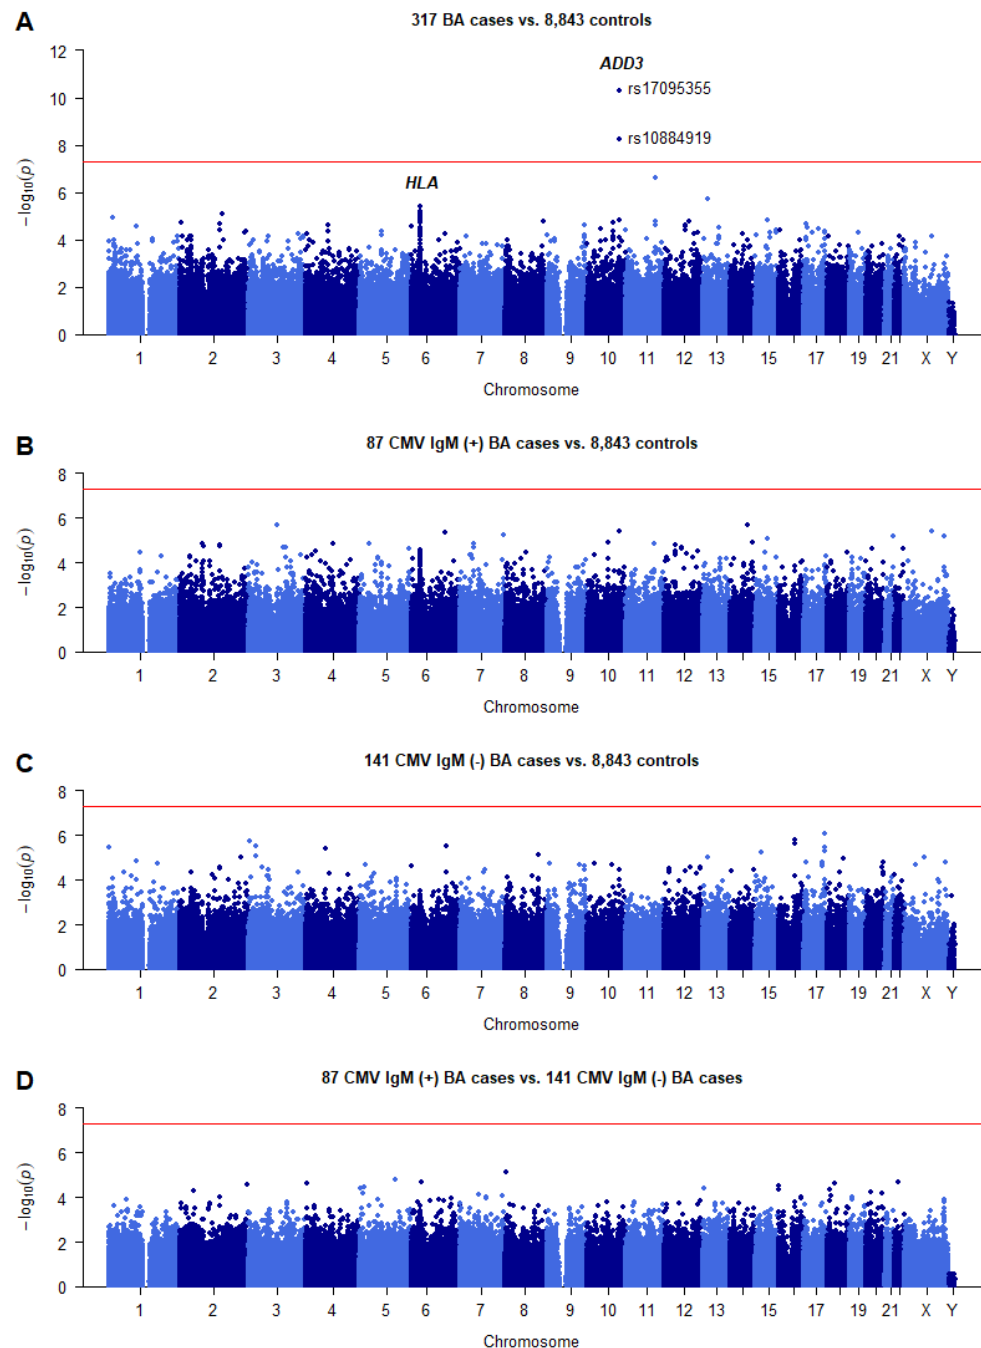 A
317 BA cases vs. 8,843 controls
12
10
8
6
4
2
0
−log10(p)
ADD3
rs17095355
rs10884919
HLA
1 2 3 4 5 6 7 8 9 10 11 12 13 15 17 19 21 X Y
Chromosome
B
87 CMV IgM (+) BA cases vs. 8,843 controls
8
6
4
2
0
−log10(p)
1 2 3 4 5 6 7 8 9 10 11 12 13 15 17 19 21 X Y
Chromosome
C
141 CMV IgM (-) BA cases vs. 8,843 controls
8
6
4
2
0
−log10(p)
1 2 3 4 5 6 7 8 9 10 11 12 13 15 17 19 21 X Y
Chromosome
D
87 CMV IgM (+) BA cases vs. 141 CMV IgM (-) BA cases
8
6
4
2
0
−log10(p)
1 2 3 4 5 6 7 8 9 10 11 12 13 15 17 19 21 X Y
Chromosome